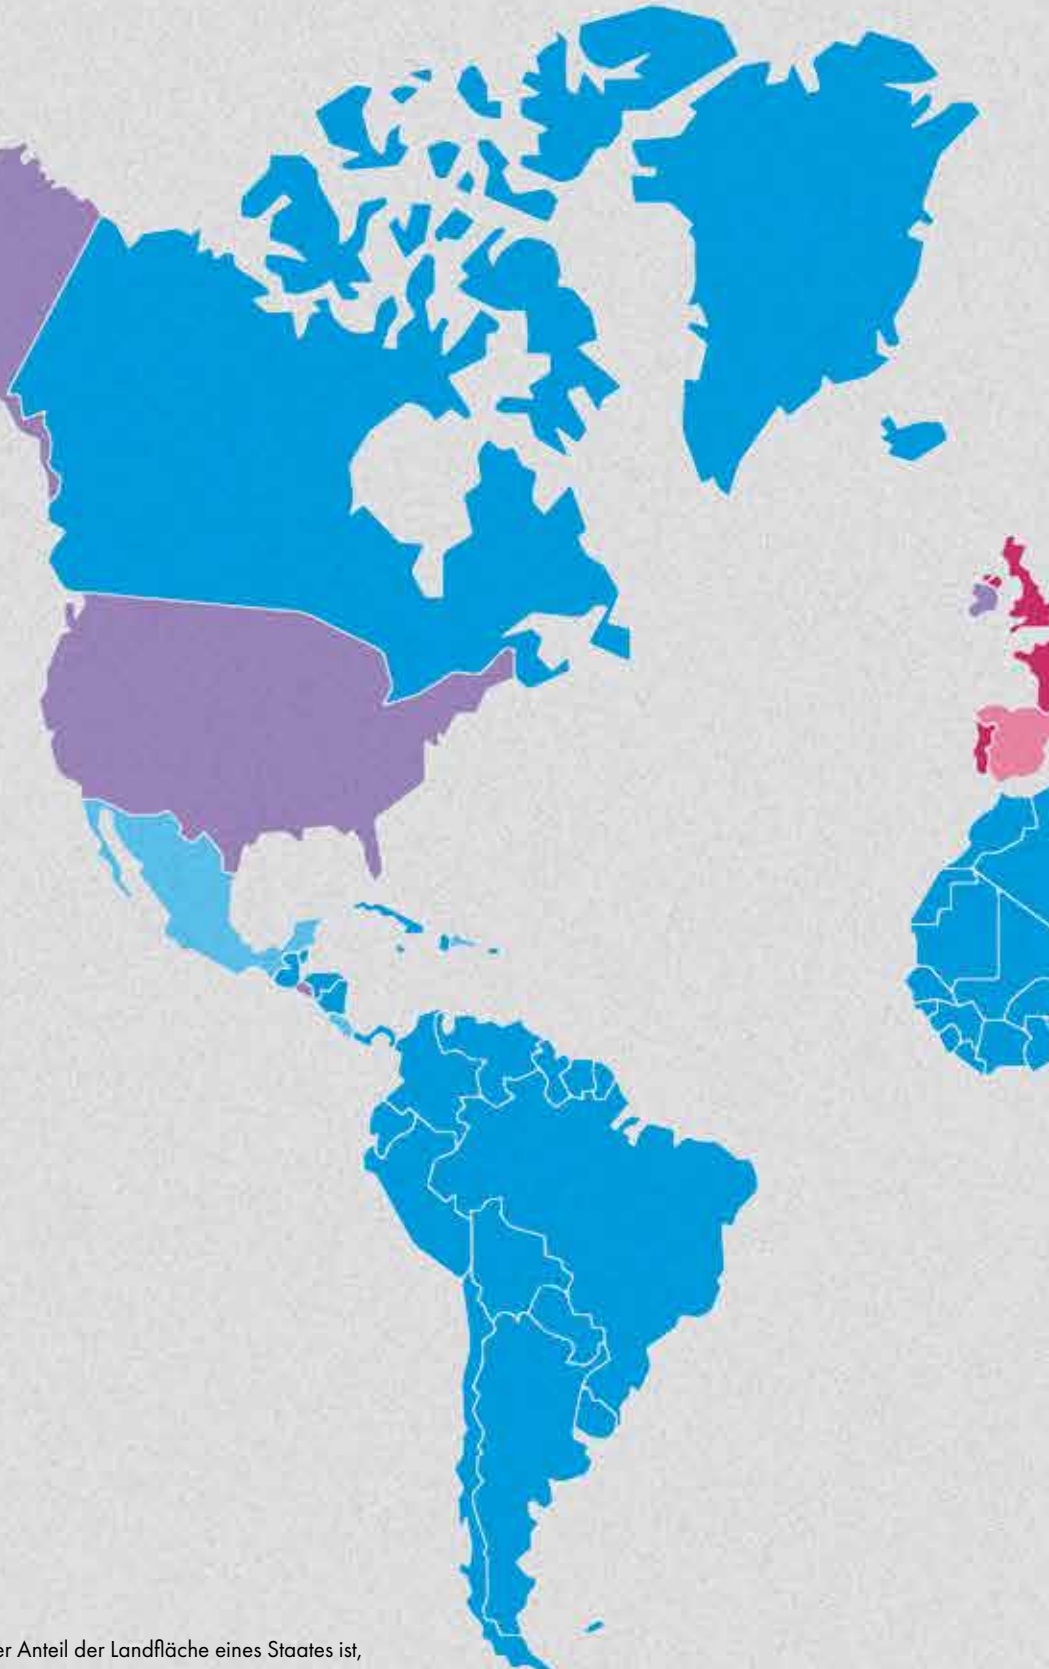 er Anteil der Landfläche eines Staates ist,